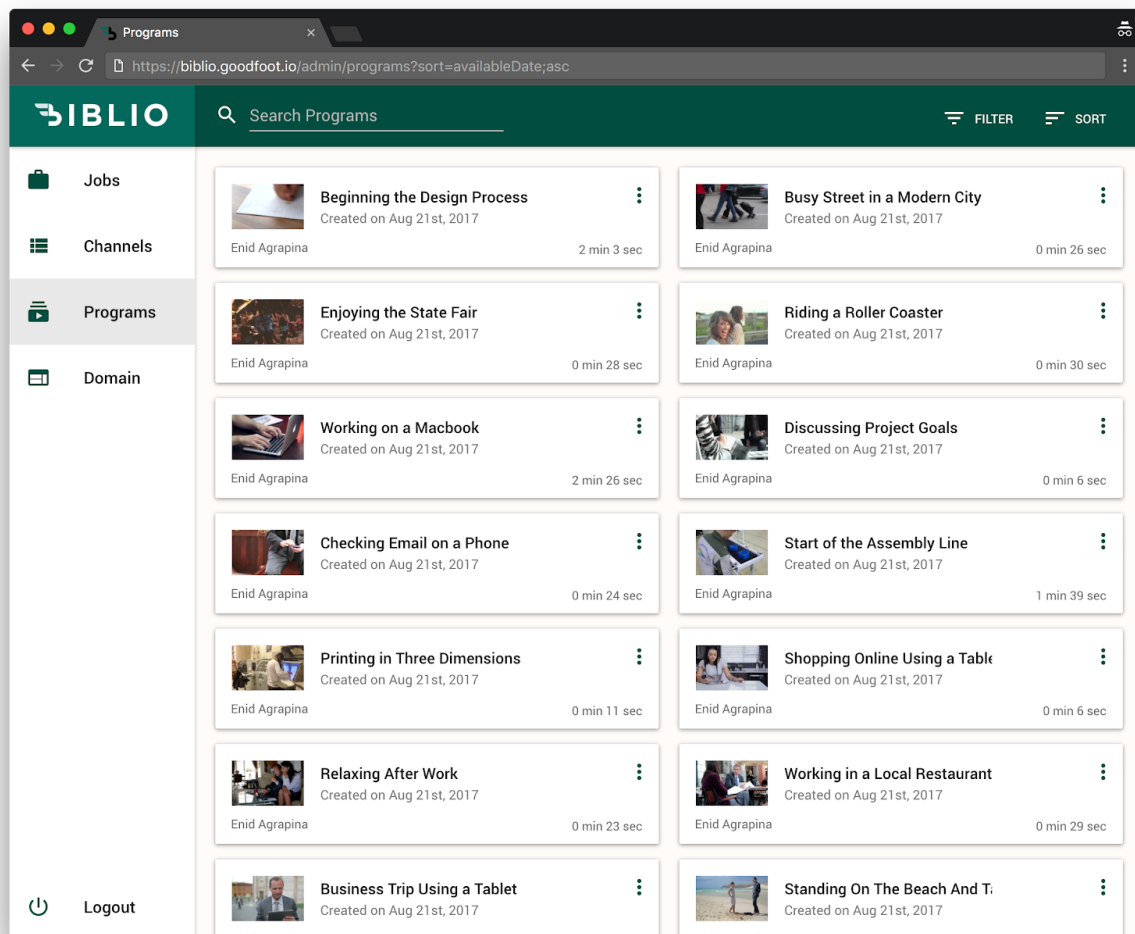 Programs
https://biblio.goodfoot.io/admin/programs?sort=availableDate;asc
BIBLIO
Search Programs
FILTER
SORT
Jobs
Channels
Programs
Domain
Logout
Beginning the Design Process
Created on Aug 21st, 2017
Enid Agrapina
2 min 3 sec
Busy Street in a Modern City
Created on Aug 21st, 2017
Enid Agrapina
0 min 26 sec
Enjoying the State Fair
Created on Aug 21st, 2017
Enid Agrapina
0 min 28 sec
Riding a Roller Coaster
Created on Aug 21st, 2017
Enid Agrapina
0 min 30 sec
Working on a Macbook
Created on Aug 21st, 2017
Enid Agrapina
2 min 26 sec
Discussing Project Goals
Created on Aug 21st, 2017
Enid Agrapina
0 min 6 sec
Checking Email on a Phone
Created on Aug 21st, 2017
Enid Agrapina
0 min 24 sec
Start of the Assembly Line
Created on Aug 21st, 2017
Enid Agrapina
1 min 39 sec
Printing in Three Dimensions
Created on Aug 21st, 2017
Enid Agrapina
0 min 11 sec
Shopping Online Using a Table
Created on Aug 21st, 2017
Enid Agrapina
0 min 6 sec
Relaxing After Work
Created on Aug 21st, 2017
Enid Agrapina
0 min 23 sec
Working in a Local Restaurant
Created on Aug 21st, 2017
Enid Agrapina
0 min 29 sec
Business Trip Using a Tablet
Created on Aug 21st, 2017
Standing On The Beach And Ta
Created on Aug 21st, 2017